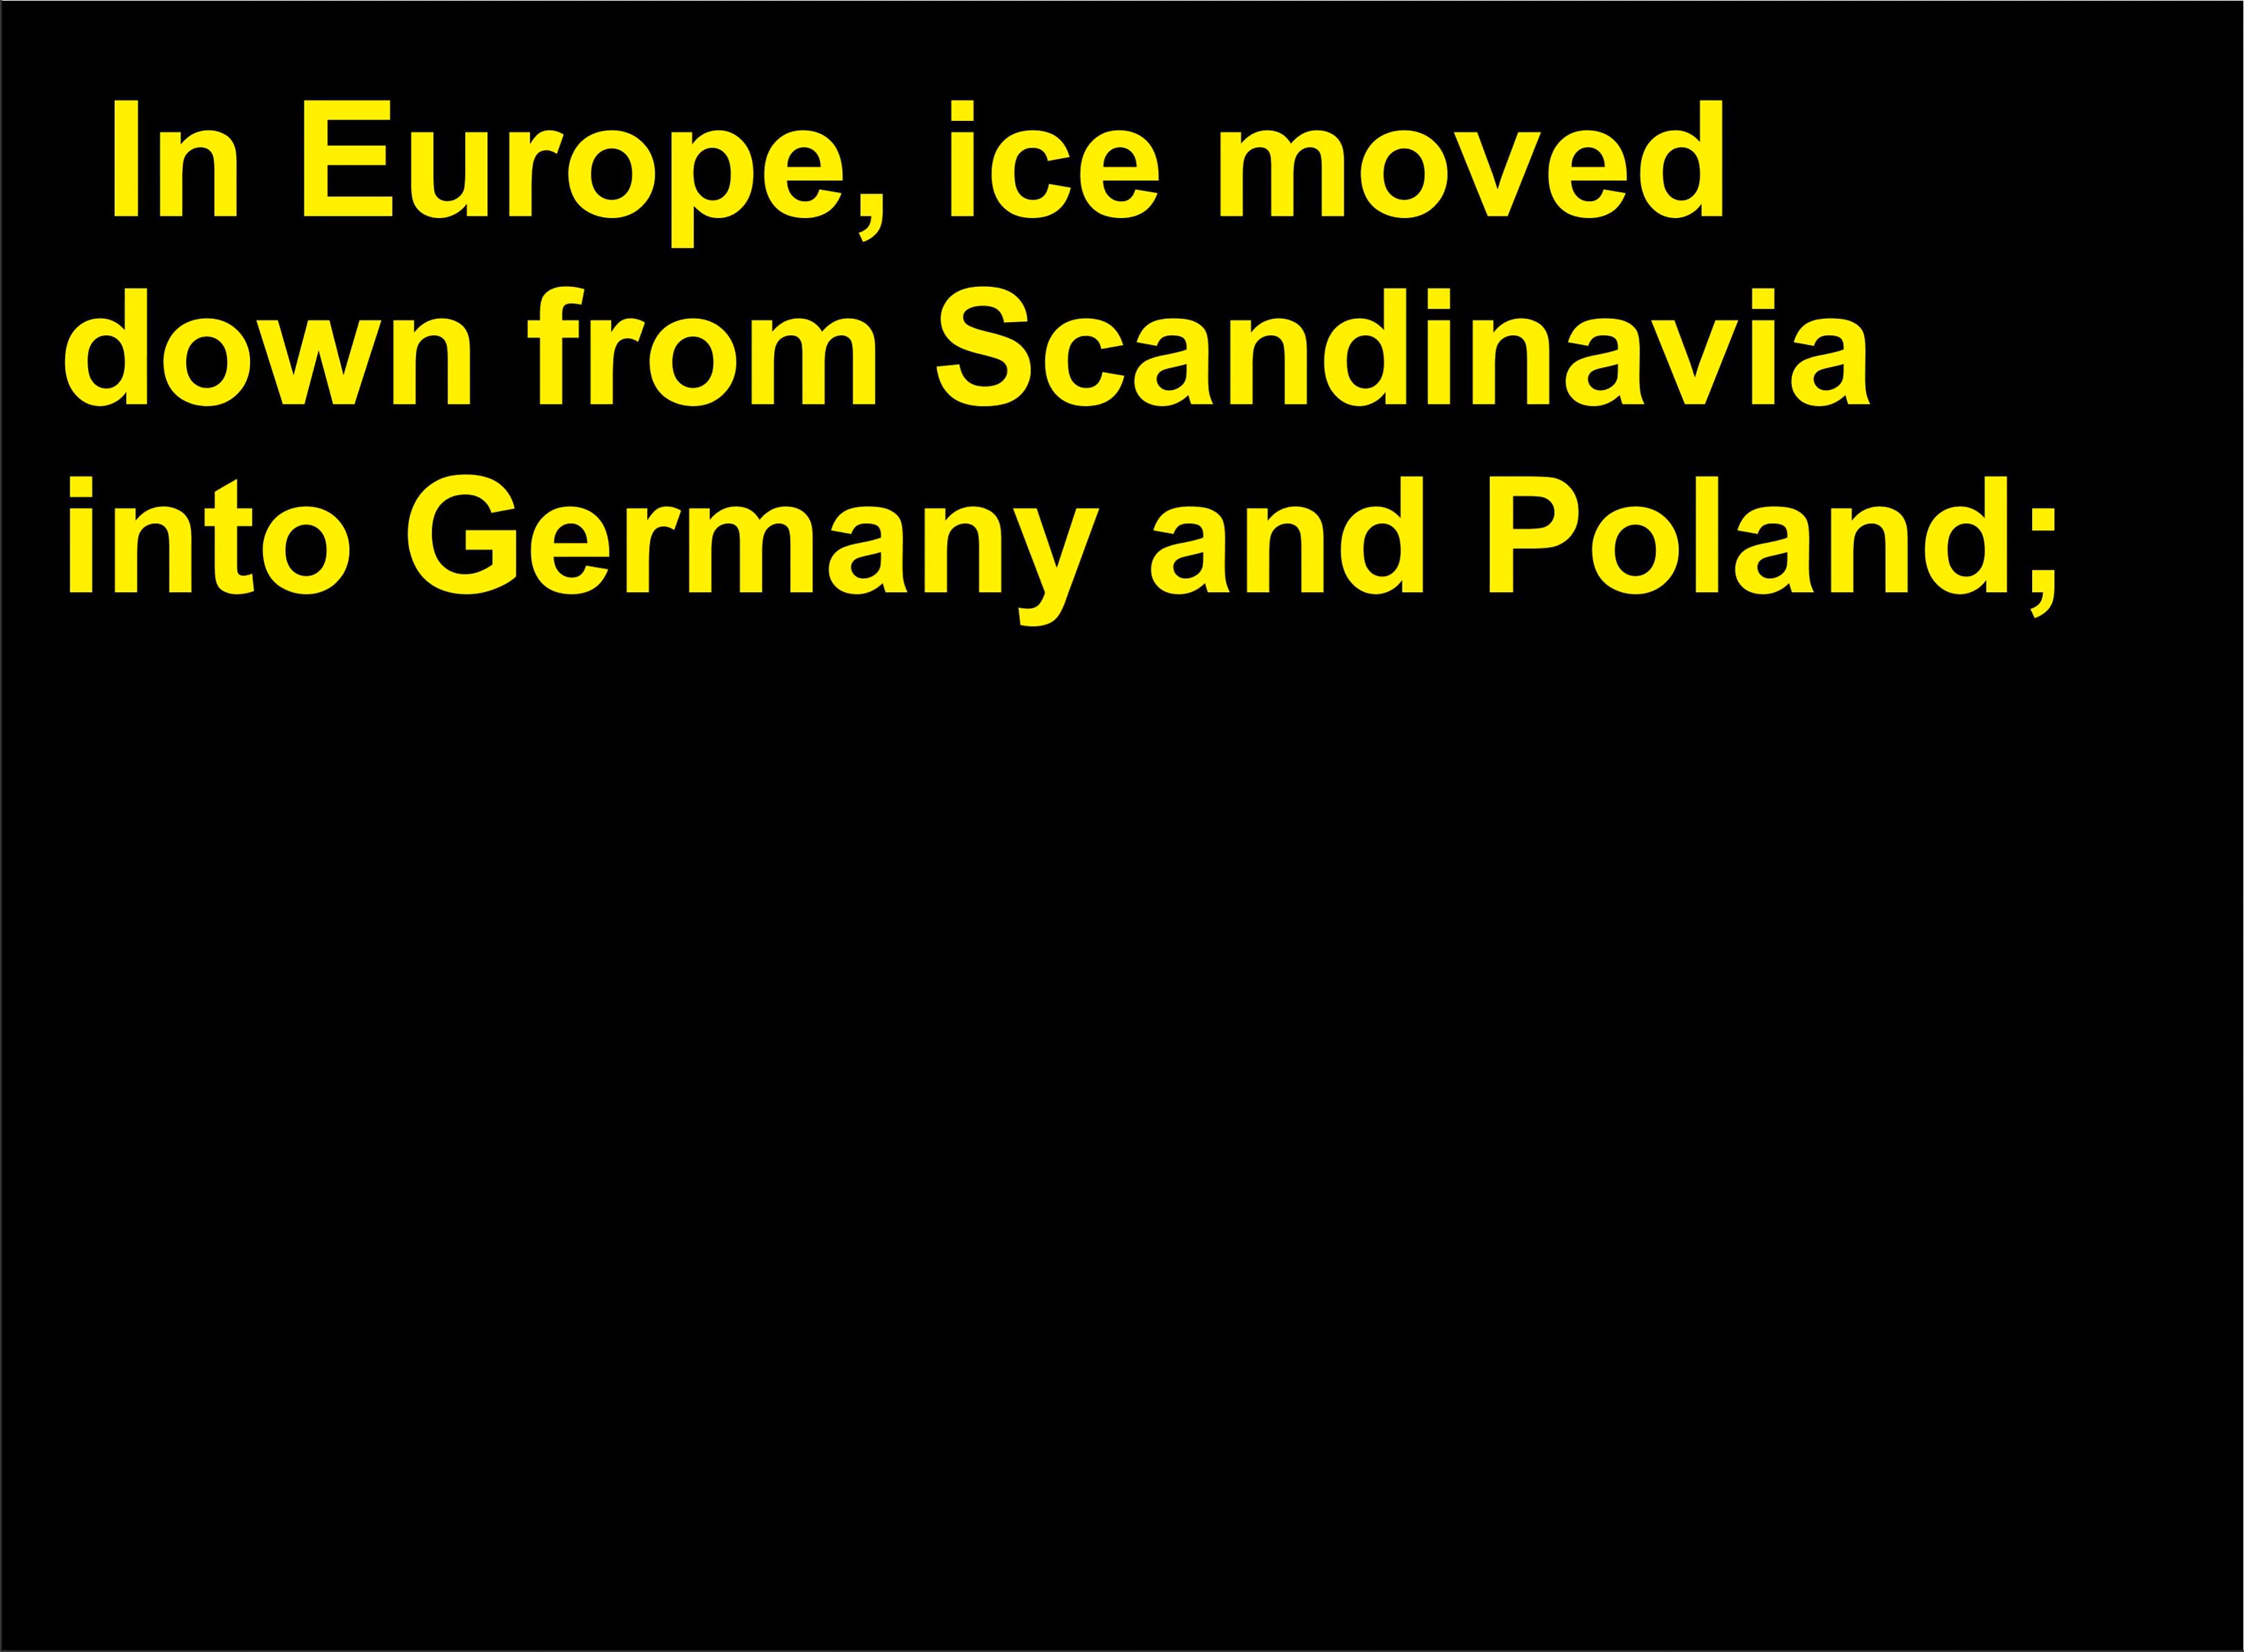 In Europe, ice moved
down from Scandinavia
into Germany and Poland;